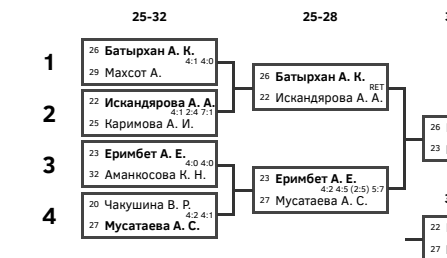 25-32
25-28
3
1
26 Батырхан А. К.
4:1 4:0
29 Махсот А.
2
22 Искандярова А. А.
4:1 2:4 7:1
25 Каримова А. И.
3
23 Еримбет А. Е.
4:0 4:0
32 Аманкосова К. Н.
4
20 Чакушина В. Р.
4:2 4:1
27 Мусатаева А. С.
26 Батырхан А. К.
RET
22 Искандярова А. А.
23 Еримбет А. Е.
4:2 4:5 (2:5) 5:7
27 Мусатаева А. С.
26
23
3
22
27